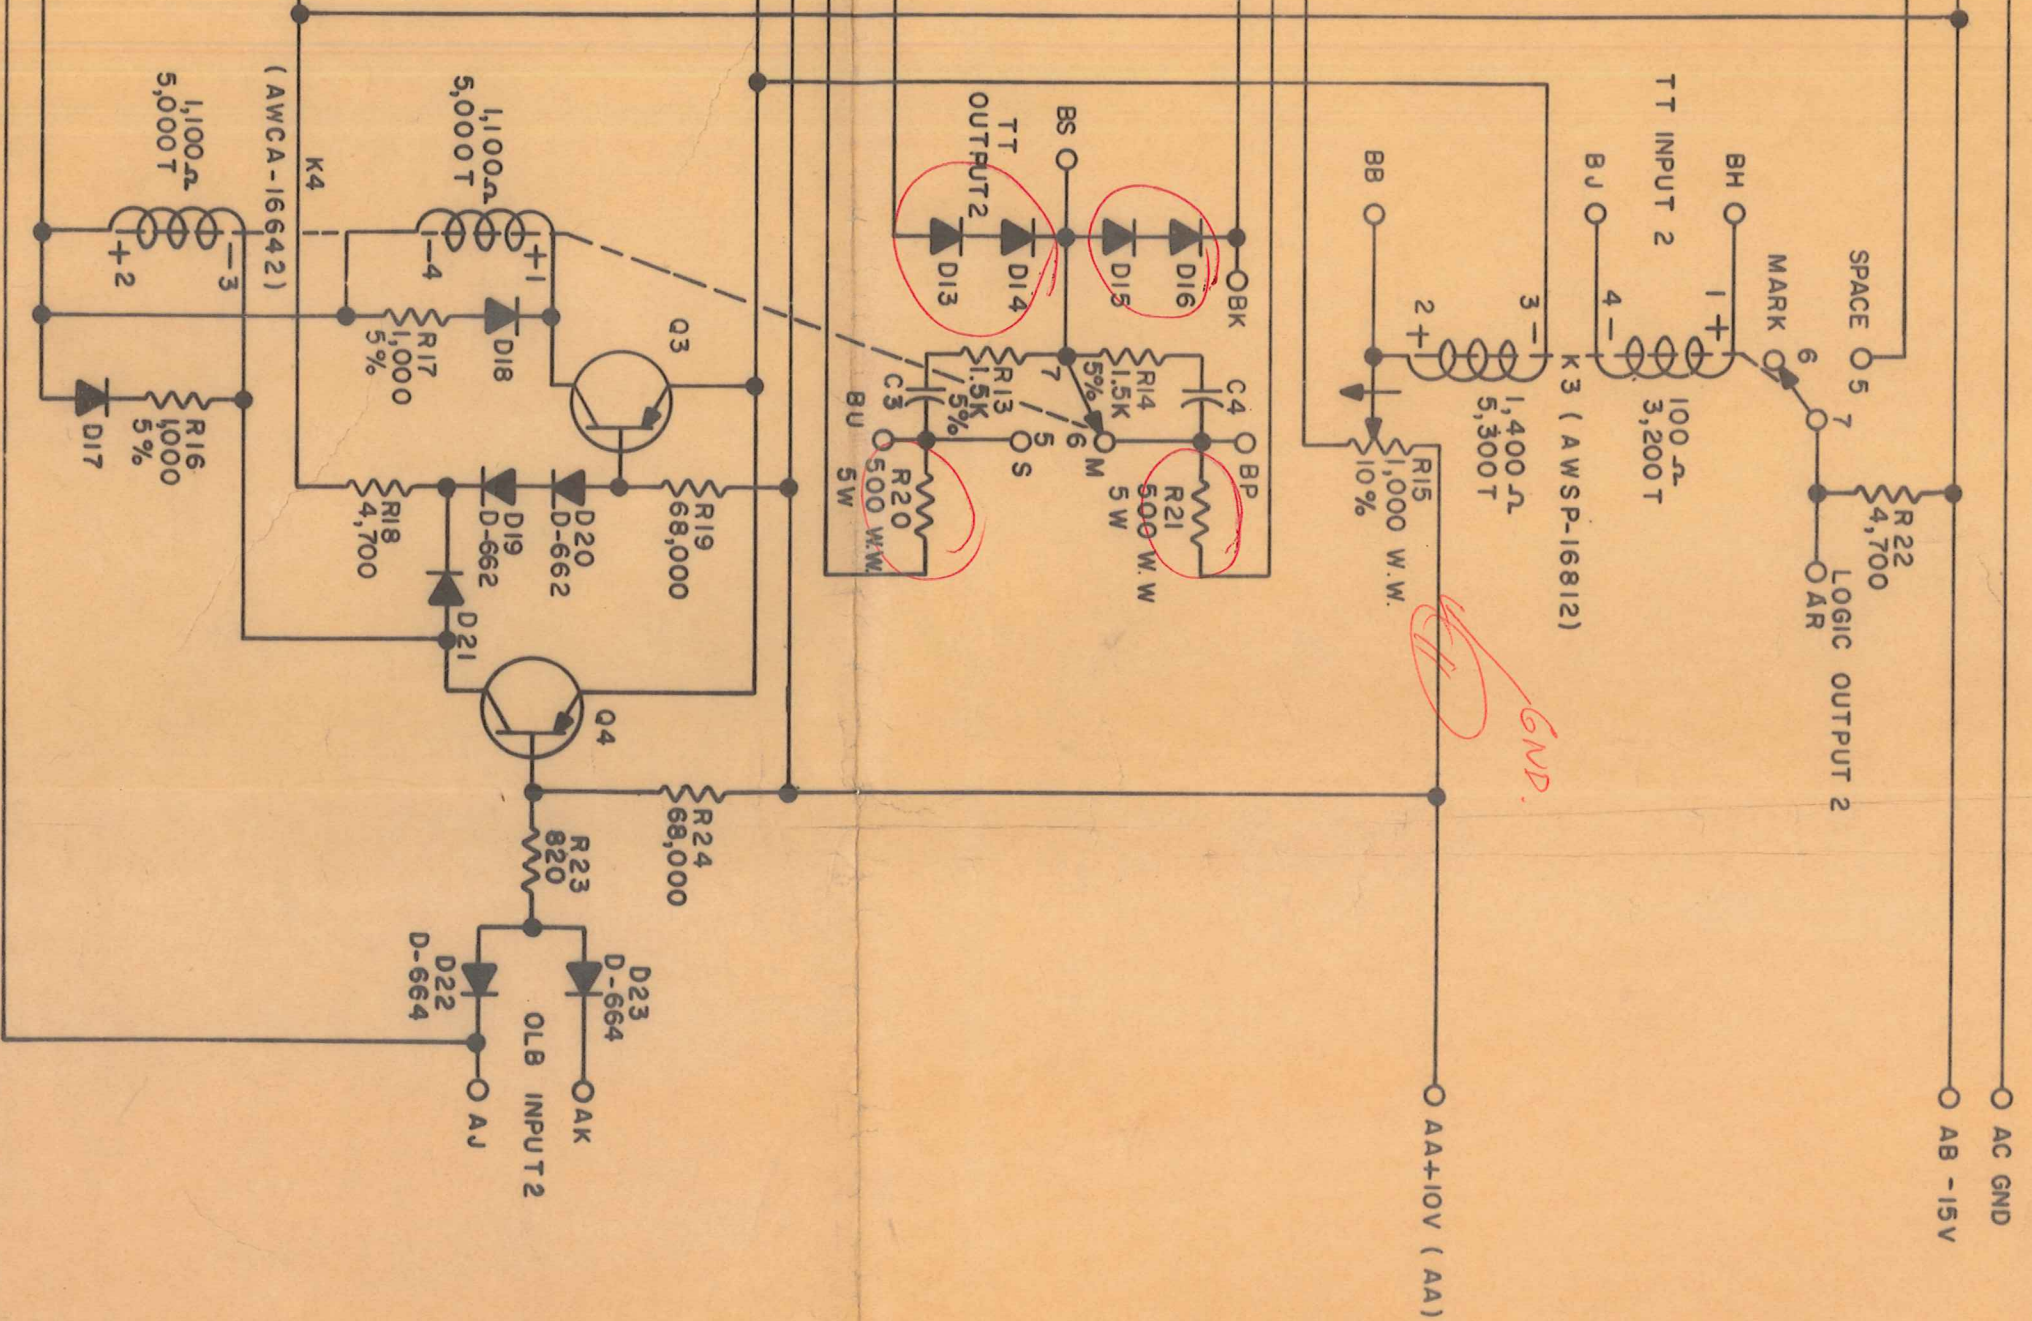 AC GND
AB -15V
R22
4,700
SPACE
5
7
LOGIC OUTPUT 2
AR
MARK
6
BH
1
+
TT INPUT 2
100Ω
3,200T
BJ
4
-
K3 (AWSP-16812)
GND.
3
-
1,400Ω
5,300T
2
+
BB
R15
1,000 W.W.
10%
AA+10V (AA)
BK
C4
BP
D16
R14
1.5K
5%
R21
500 W.W
5W
D15
M
6
BS
7
TT
OUTPUT2
D14
5
S
D13
R13
1.5K
5%
C3
BU
R20
500 W.W.
5W
R19
68,000
R24
68,000
Q3
D23
D-664
Q4
AK
D20
D-662
R23
820
OLB INPUT 2
+1
D18
D19
D-662
1,100Ω
5,000T
-4
D21
AJ
D22
D-664
R17
1,000
5%
R18
4,700
K4
(AWCA-16642)
-3
1,100Ω
5,000T
+2
R16
1,000
5%
D17